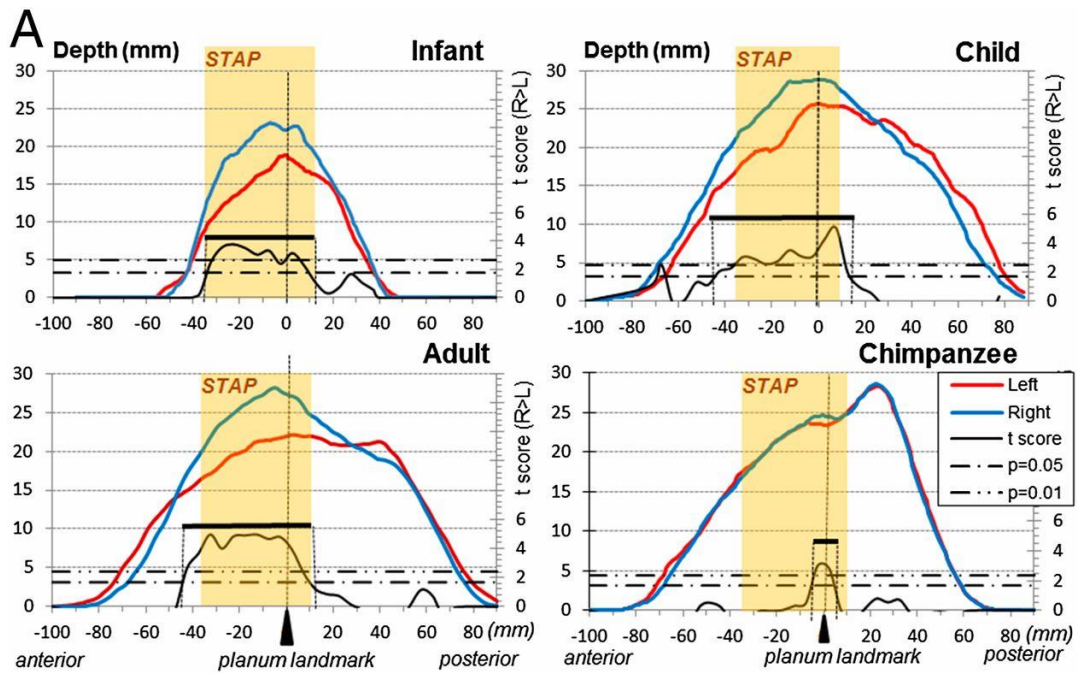 A
Depth (mm) Infant
STAP
30
25
20
15
10
5
0
6
4
2
0
t score (R>L)
-100 -80 -60 -40 -20 0 20 40 60 80
Depth (mm) Child
STAP
30
25
20
15
10
5
0
6
4
2
0
t score (R>L)
-100 -80 -60 -40 -20 0 20 40 60 80
Adult
STAP
30
25
20
15
10
5
0
6
4
2
0
t score (R>L)
-100 -80 -60 -40 -20 0 20 40 60 80 (mm)
anterior planum landmark posterior
Chimpanzee
STAP
30
25
20
15
10
5
0
6
4
2
0
Left
Right
t score
p=0.05
p=0.01
-100 -80 -60 -40 -20 0 20 40 60 80 (mm)
anterior planum landmark posterior